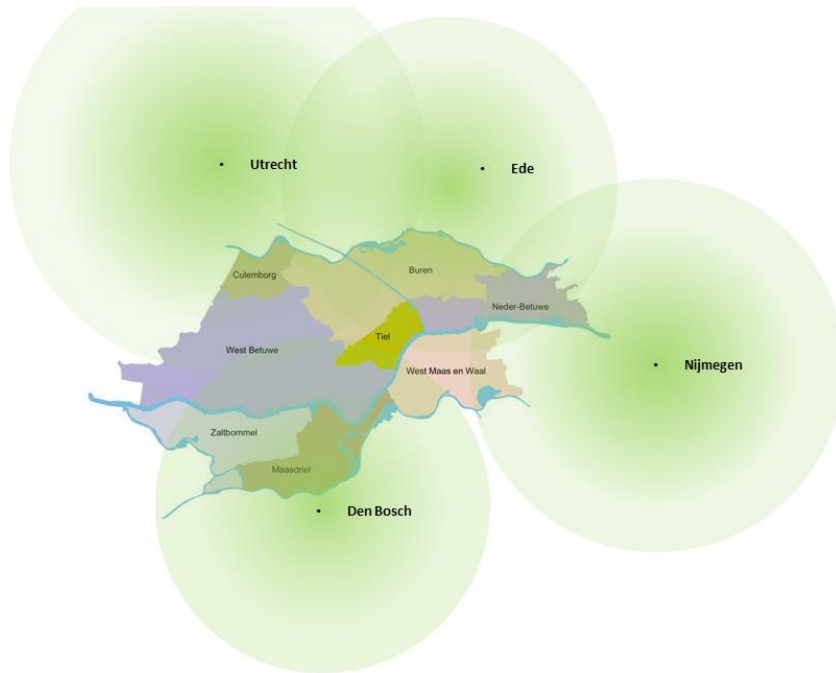 Utrecht
Ede
Culemborg
Buren
Neder-Betuwe
Tiel
West Betuwe
West Maas en Waal
Nijmegen
Zaltbommel
Maasdriel
Den Bosch